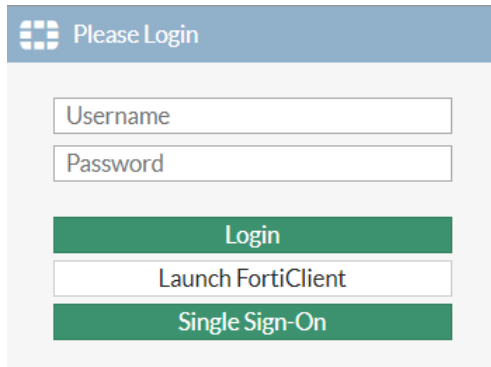 Please Login
Username
Password
Login
Launch FortiClient
Single Sign-On